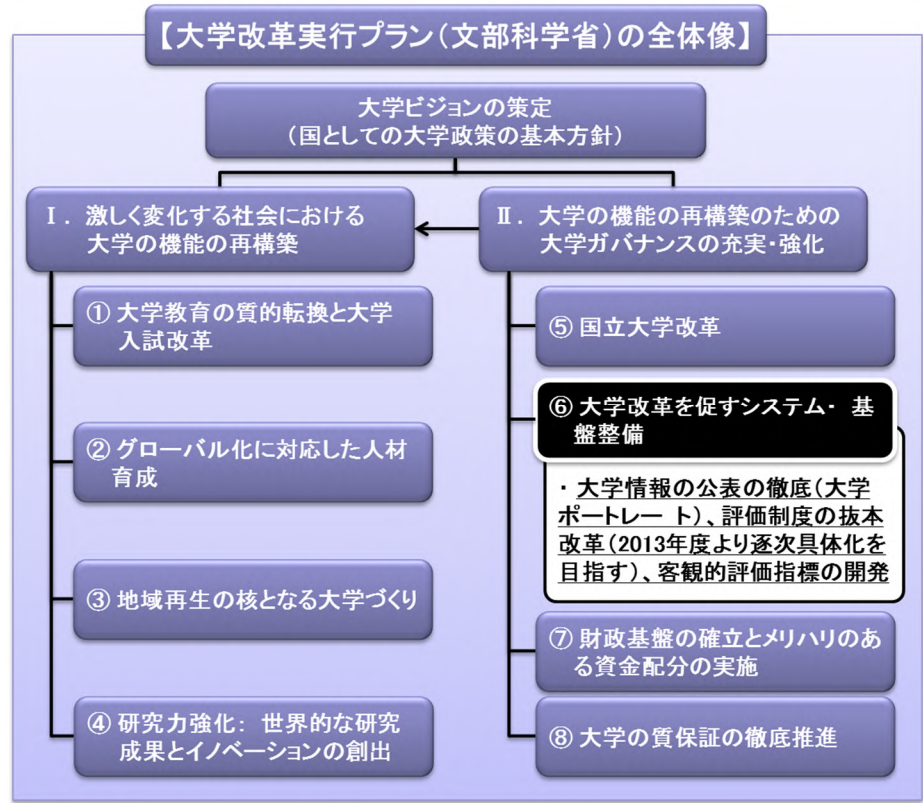 【大学改革実行プラン（文部科学省）の全体像】
大学ビジョンの策定
（国としての大学政策の基本方針）
Ⅰ．激しく変化する社会における
大学の機能の再構築
① 大学教育の質的転換と大学
入試改革
② グローバル化に対応した人材
育成
③ 地域再生の核となる大学づくり
④ 研究力強化： 世界的な研究
成果とイノベーションの創出
Ⅱ．大学の機能の再構築のための
大学ガバナンスの充実・強化
⑤ 国立大学改革
⑥ 大学改革を促すシステム・ 基
盤整備
・ 大学情報の公表の徹底（大学
ポートレー ト）、評価制度の抜本
改革（2013年度より逐次具体化を
目指す）、客観的評価指標の開発
⑦ 財政基盤の確立とメリハリのあ
る資金配分の実施
⑧ 大学の質保証の徹底推進